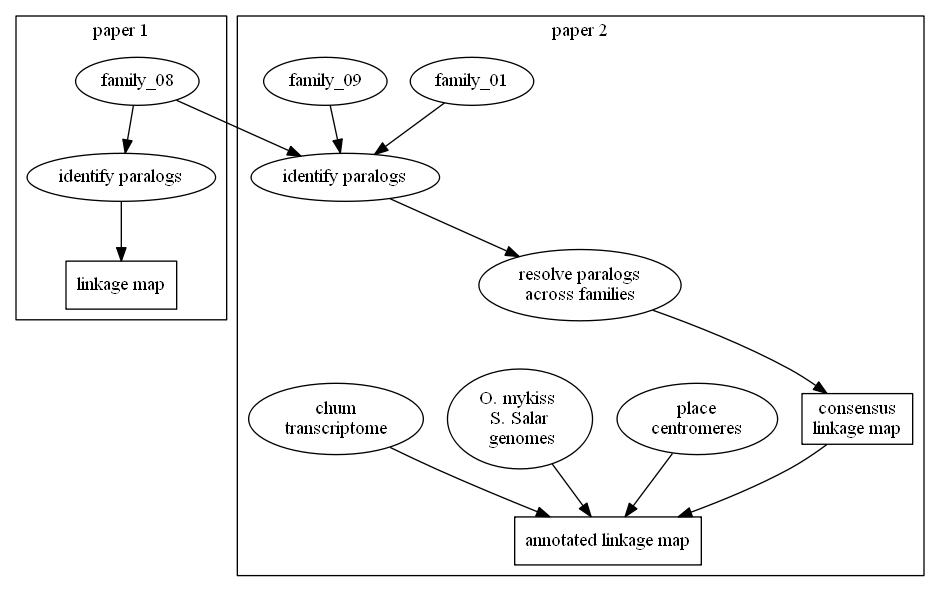 paper 1
paper 2
family_08
family_09
family_01
identify paralogs
identify paralogs
linkage map
resolve paralogs
across families
chum
transcriptome
O. mykiss
S. Salar
genomes
place
centromeres
consensus
linkage map
annotated linkage map